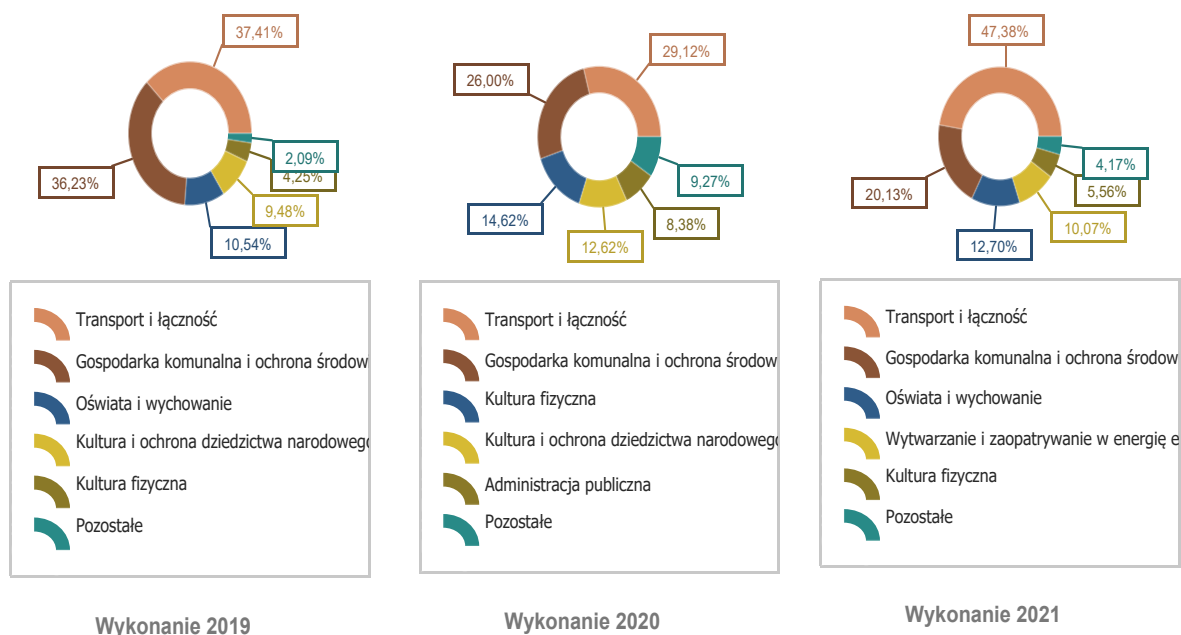 37,41%
36,23%
2,09%
4,25%
9,48%
10,54%
Transport i łączność
Gospodarka komunalna i ochrona środow
Oświata i wychowanie
Kultura i ochrona dziedzictwa narodowego
Kultura fizyczna
Pozostałe
Wykonanie 2019
29,12%
26,00%
9,27%
14,62%
8,38%
12,62%
Transport i łączność
Gospodarka komunalna i ochrona środow
Kultura fizyczna
Kultura i ochrona dziedzictwa narodowego
Administracja publiczna
Pozostałe
Wykonanie 2020
47,38%
20,13%
4,17%
5,56%
10,07%
12,70%
Transport i łączność
Gospodarka komunalna i ochrona środow
Oświata i wychowanie
Wytwarzanie i zaopatrywanie w energię e
Kultura fizyczna
Pozostałe
Wykonanie 2021